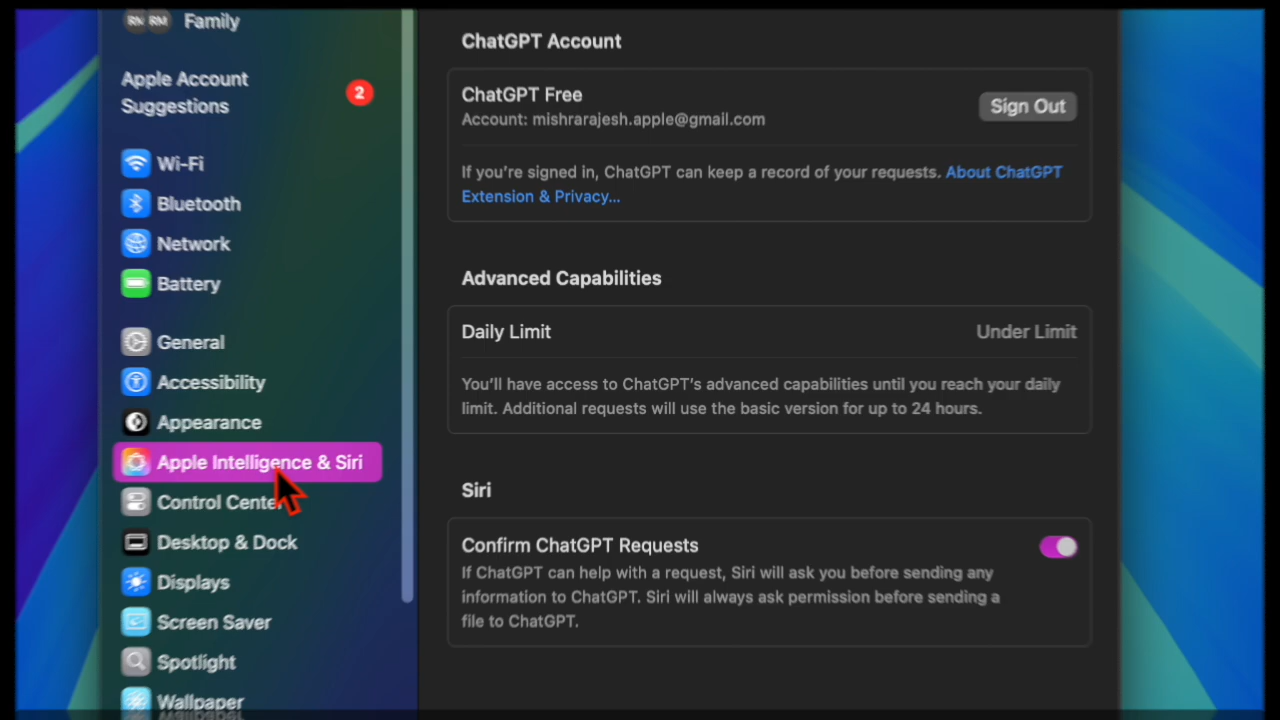 RN RM Family
Apple Account
Suggestions
2
Wi-Fi
Bluetooth
Network
Battery
General
Accessibility
Appearance
Apple Intelligence & Siri
Control Center
Desktop & Dock
Displays
Screen Saver
Spotlight
Wallpaper
ChatGPT Account
ChatGPT Free
Account: mishrarajesh.apple@gmail.com
Sign Out
If you're signed in, ChatGPT can keep a record of your requests. About ChatGPT
Extension & Privacy...
Advanced Capabilities
Daily Limit
Under Limit
You'll have access to ChatGPT's advanced capabilities until you reach your daily
limit. Additional requests will use the basic version for up to 24 hours.
Siri
Confirm ChatGPT Requests
If ChatGPT can help with a request, Siri will ask you before sending any
information to ChatGPT. Siri will always ask permission before sending a
file to ChatGPT.